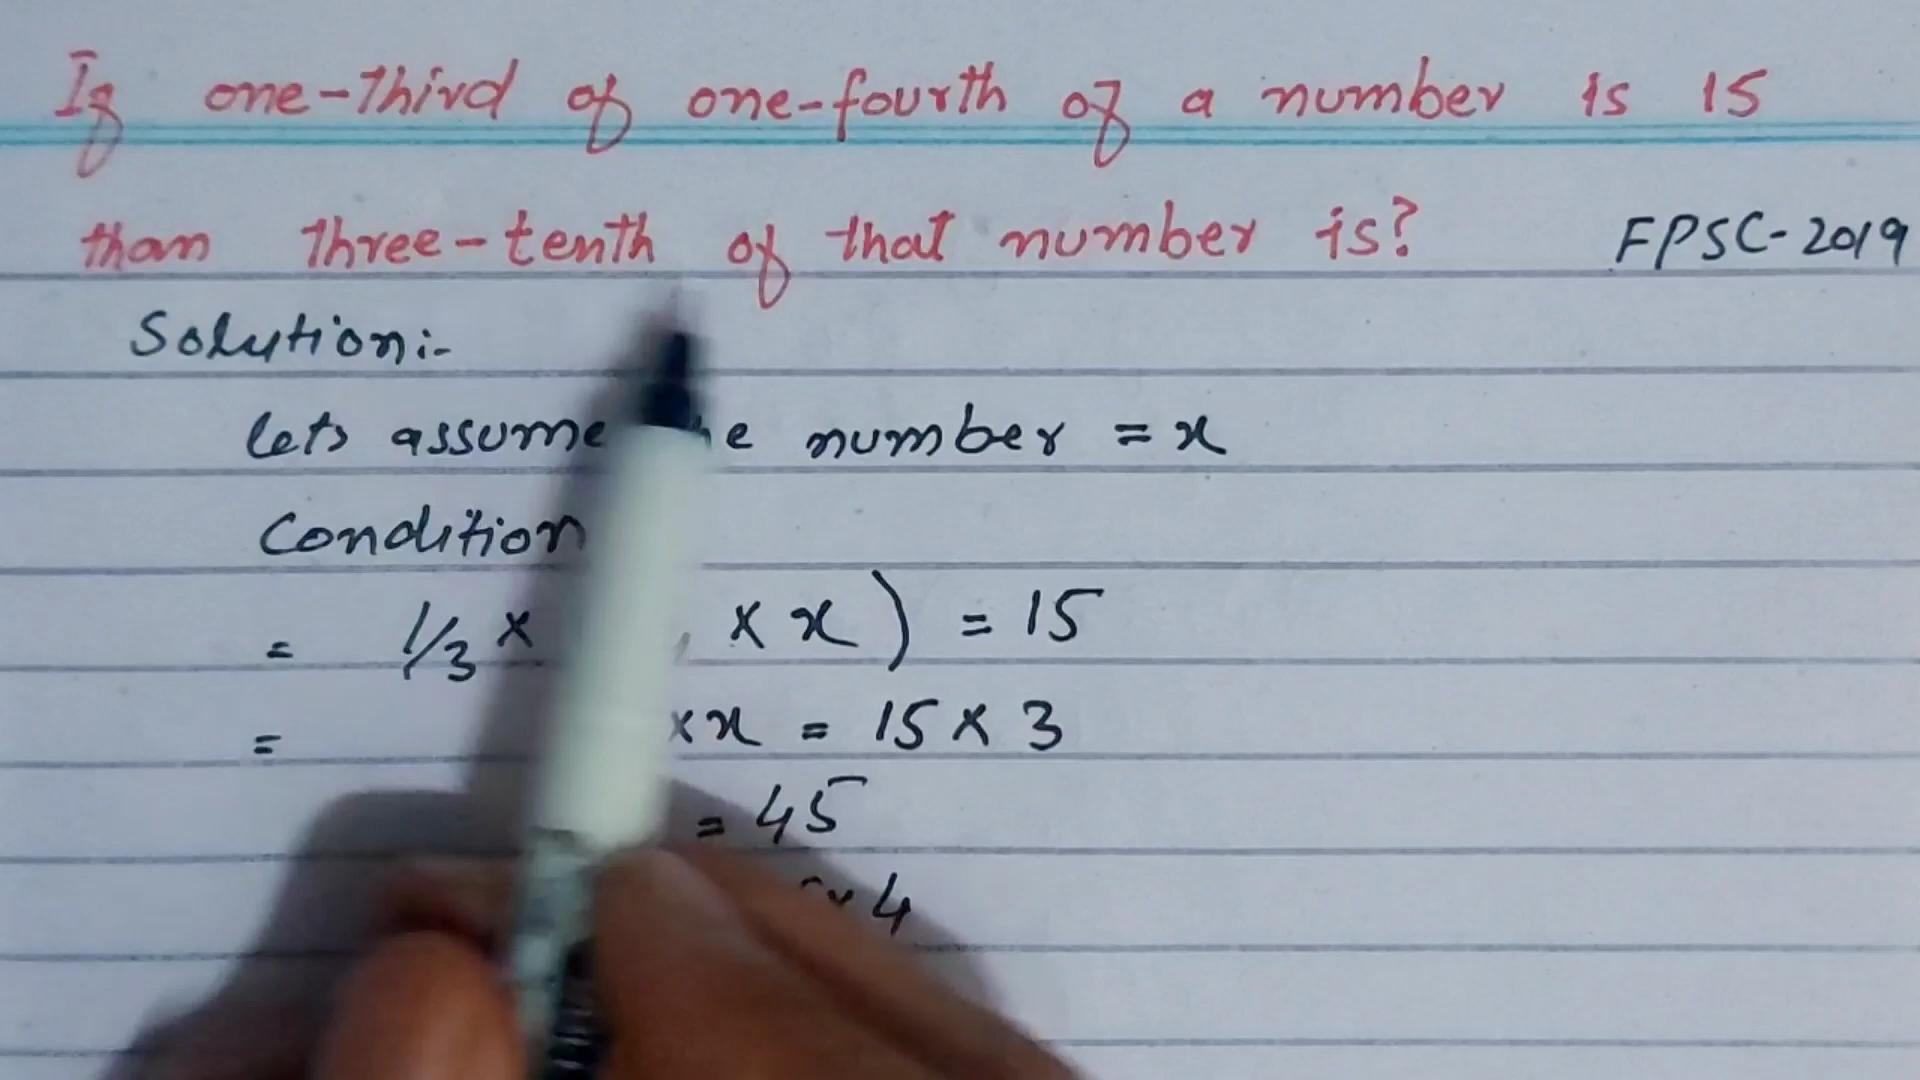 If one-third of one-fourth of a number is 15
than three-tenth of that number is? FPSC-2019
Solution:-
lets assume number = x
Condition
= 1/3 × × x) = 15
= ×x = 15 × 3
= 45
× 4